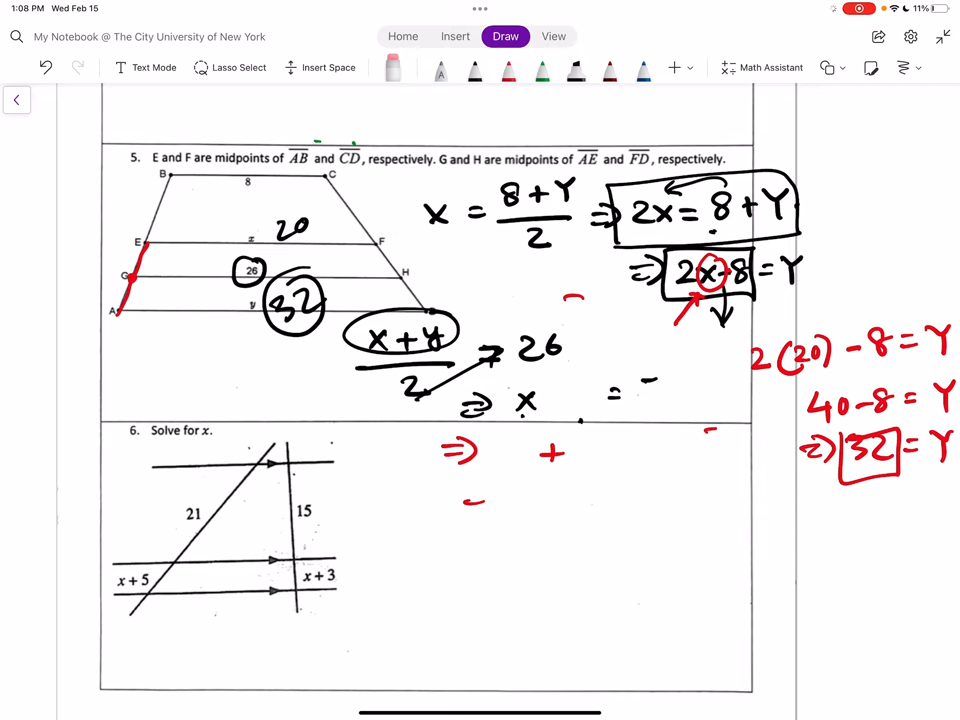 1:08 PM Wed Feb 15
11%
My Notebook @ The City University of New York
Home Insert Draw View
Text Mode Lasso Select Insert Space Math Assistant
5. E and F are midpoints of AB and CD, respectively. G and H are midpoints of AE and FD, respectively.
B C
8
E x 20 F
G 26 H
A y 32
x = 8+Y / 2 ⇒ 2x = 8+Y
⇒ 2x-8 = Y
x+y / 2 = 26
⇒ x = -
2(20) -8 = Y
40-8 = Y
⇒ 32 = Y
⇒ +
6. Solve for x.
21 15
x+5 x+3